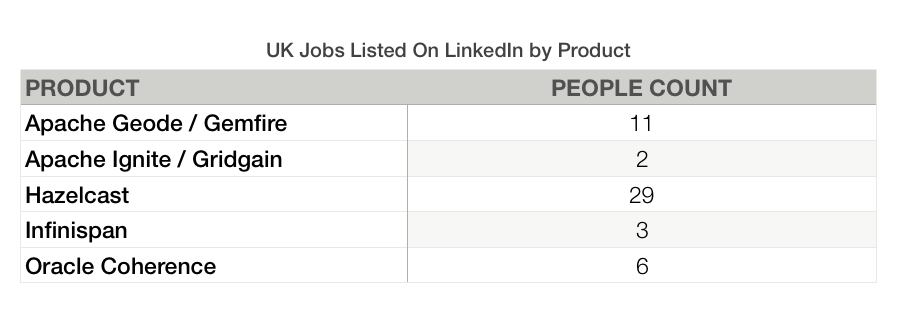 UK Jobs Listed On LinkedIn by Product
PRODUCT PEOPLE COUNT
Apache Geode / Gemfire 11
Apache Ignite / Gridgain 2
Hazelcast 29
Infinispan 3
Oracle Coherence 6